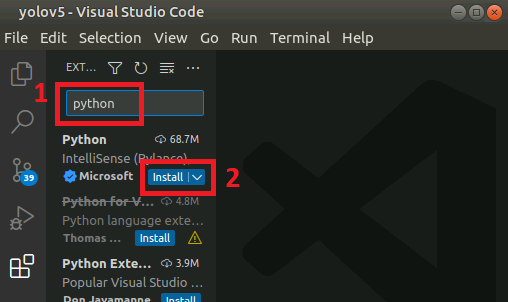 yolov5 - Visual Studio Code
File Edit Selection View Go Run Terminal Help
EXT...
1
python
Python 68.7M
IntelliSense (Pylance)
Microsoft Install 2
39
Python for V... 4.8M
Python language exte...
Thomas ... Install
Python Exte... 3.9M
Popular Visual Studio ...
Don Jayamanne Install